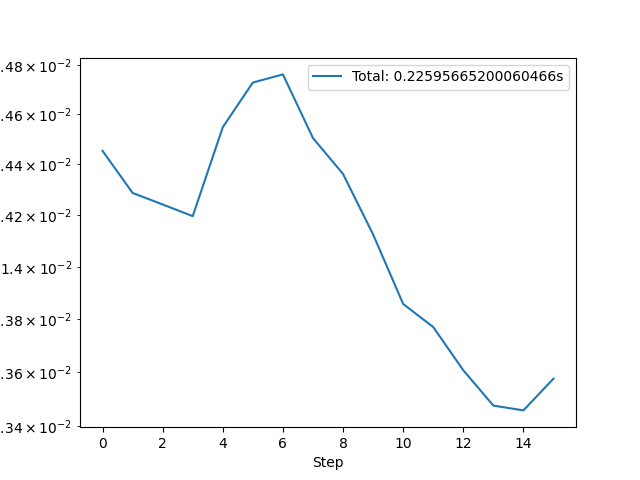 .48 × 10⁻²
Total: 0.22595665200060466s
.46 × 10⁻²
.44 × 10⁻²
.42 × 10⁻²
1.4 × 10⁻²
.38 × 10⁻²
.36 × 10⁻²
.34 × 10⁻²
0 2 4 6 8 10 12 14
Step